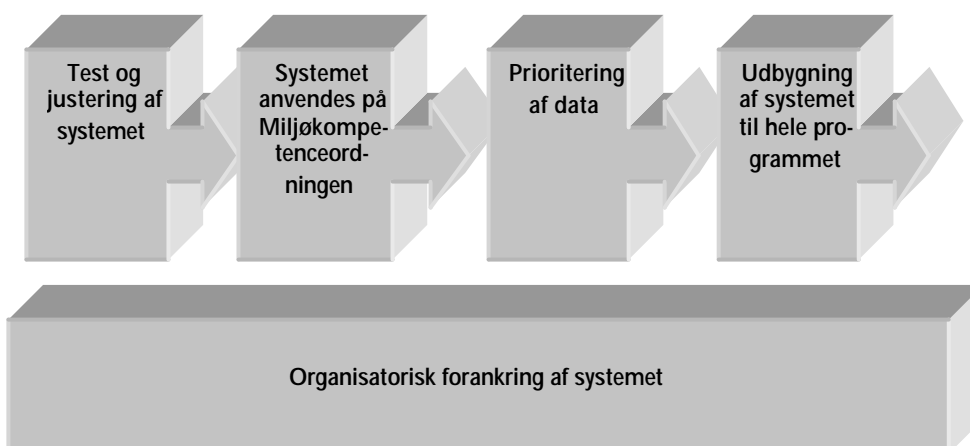 Test og
justering af
systemet
Systemet
anvendes på
Miljøkompe-
tenceord-
ningen
Prioritering
af data
Udbygning
af systemet
til hele pro-
grammet
Organisatorisk forankring af systemet